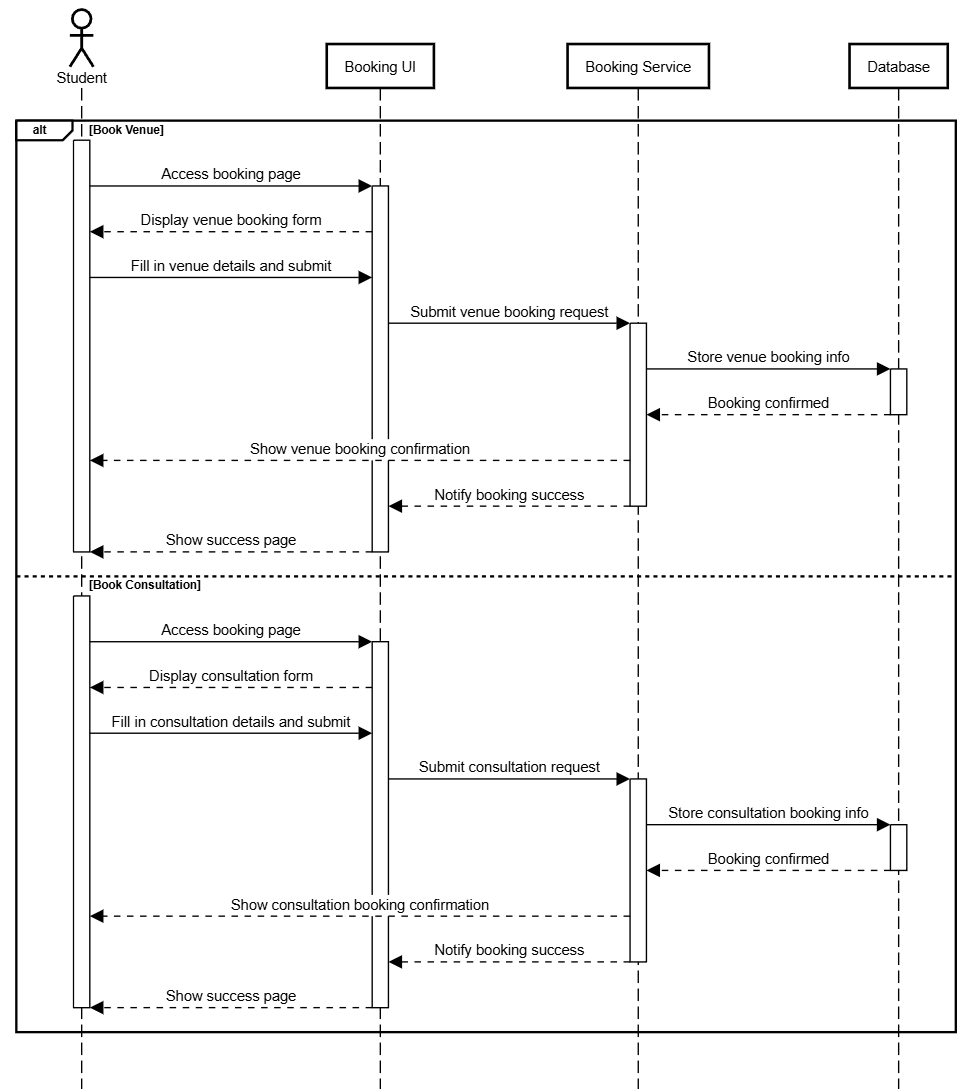 Student
Booking UI
Booking Service
Database
alt
[Book Venue]
Access booking page
Display venue booking form
Fill in venue details and submit
Submit venue booking request
Store venue booking info
Booking confirmed
Show venue booking confirmation
Notify booking success
Show success page
[Book Consultation]
Access booking page
Display consultation form
Fill in consultation details and submit
Submit consultation request
Store consultation booking info
Booking confirmed
Show consultation booking confirmation
Notify booking success
Show success page